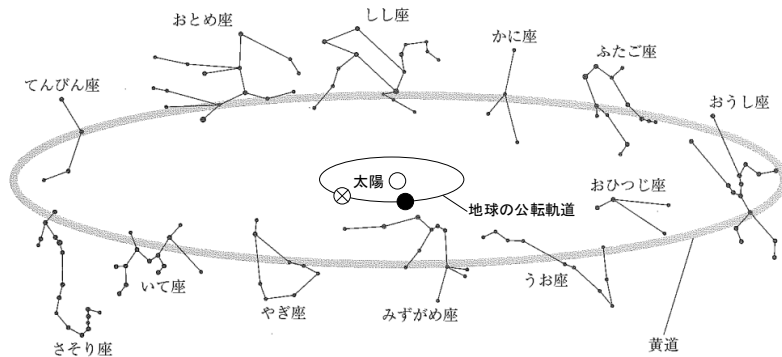 おとめ座
しし座
かに座
ふたご座
てんびん座
おうし座
太陽
おひつじ座
地球の公転軌道
いて座
やぎ座
みずがめ座
うお座
さそり座
黄道